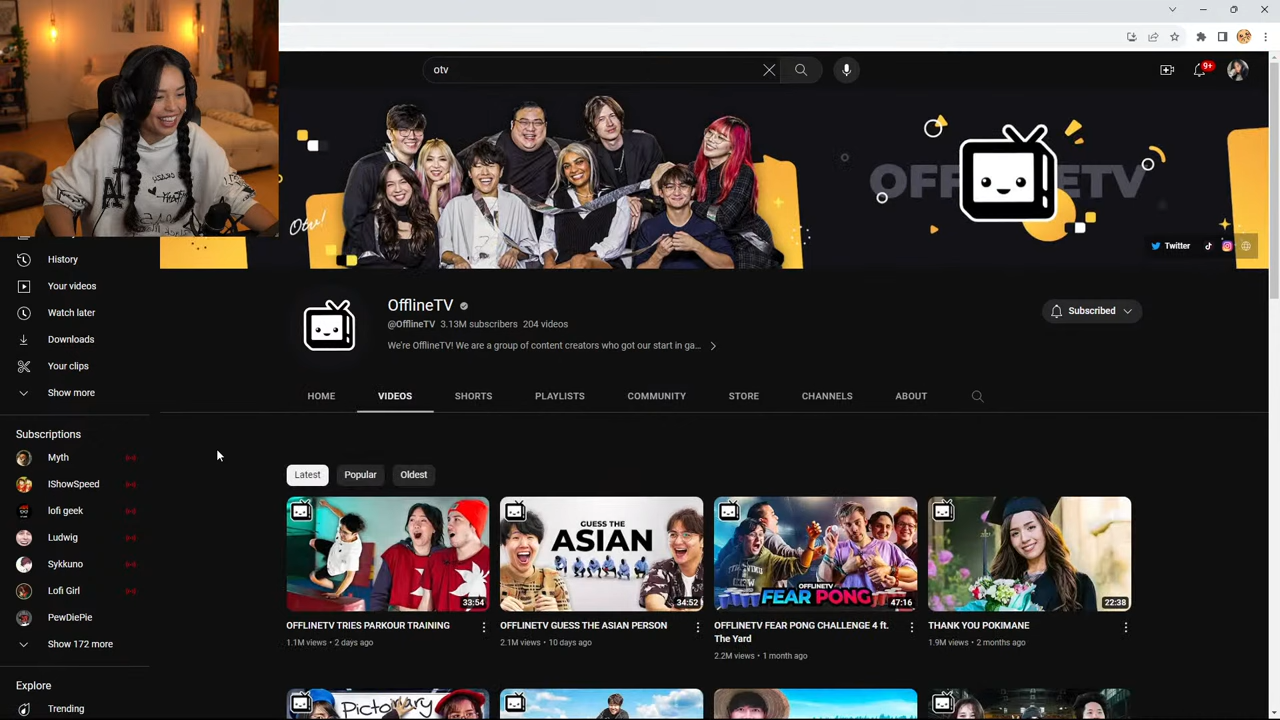 otv
9+
OFF ETV
Otv!
Twitter
History
Your videos
Watch later
Downloads
Your clips
Show more
Subscriptions
Myth
IShowSpeed
lofi geek
Ludwig
Sykkuno
Lofi Girl
PewDiePie
Show 172 more
Explore
Trending
OfflineTV
@OfflineTV 3.13M subscribers 204 videos
We're OfflineTV! We are a group of content creators who got our start in ga...
Subscribed
HOME VIDEOS SHORTS PLAYLISTS COMMUNITY STORE CHANNELS ABOUT
Latest Popular Oldest
33:54
OFFLINETV TRIES PARKOUR TRAINING
1.1M views • 2 days ago
GUESS THE
ASIAN
34:52
OFFLINETV GUESS THE ASIAN PERSON
2.1M views • 10 days ago
OFFLINETV
FEAR PONG
47:16
OFFLINETV FEAR PONG CHALLENGE 4 ft.
The Yard
2.2M views • 1 month ago
22:38
THANK YOU POKIMANE
1.9M views • 2 months ago
Pictionary